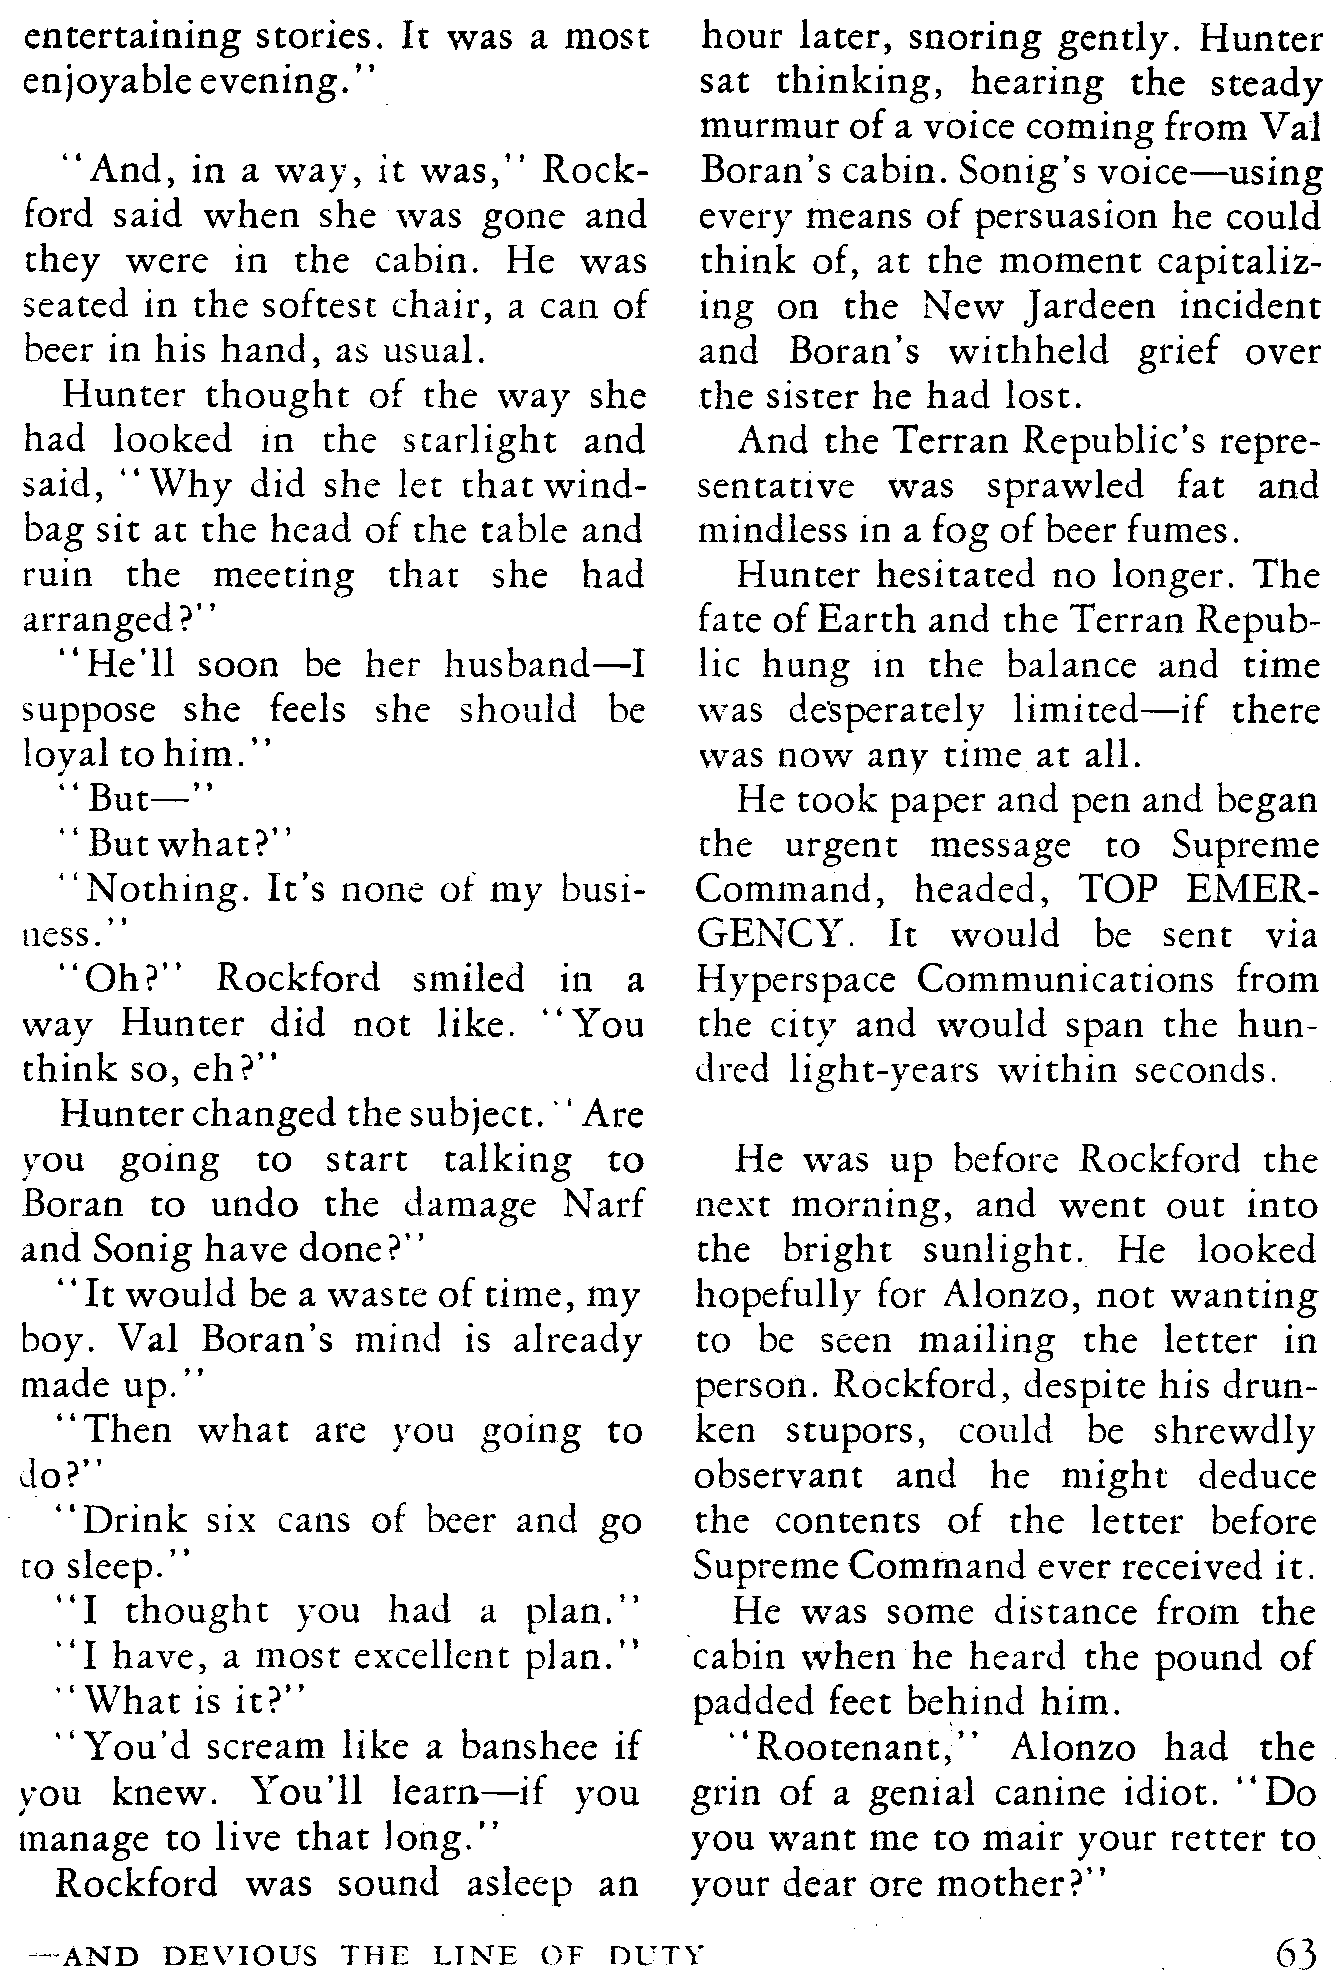 entertaining stories. It was a most
enjoyable evening."
"And, in a way, it was," Rock-
ford said when she was gone and
they were in the cabin. He was
seated in the softest chair, a can of
beer in his hand, as usual.
Hunter thought of the way she
had looked in the starlight and
said, "Why did she let that wind-
bag sit at the head of the table and
ruin the meeting that she had
arranged?"
"He'll soon be her husband—I
suppose she feels she should be
loyal to him."
"But—"
"But what?"
"Nothing. It's none of my busi-
ness."
"Oh?" Rockford smiled in a
way Hunter did not like. "You
think so, eh?"
Hunter changed the subject. "Are
you going to start talking to
Boran to undo the damage Narf
and Sonig have done?"
"It would be a waste of time, my
boy. Val Boran's mind is already
made up."
"Then what are you going to
do?"
"Drink six cans of beer and go
to sleep."
"I thought you had a plan."
"I have, a most excellent plan."
"What is it?"
"You'd scream like a banshee if
you knew. You'll learn—if you
manage to live that long."
Rockford was sound asleep an
hour later, snoring gently. Hunter
sat thinking, hearing the steady
murmur of a voice coming from Val
Boran's cabin. Sonig's voice—using
every means of persuasion he could
think of, at the moment capitaliz-
ing on the New Jardeen incident
and Boran's withheld grief over
the sister he had lost.
And the Terran Republic's repre-
sentative was sprawled fat and
mindless in a fog of beer fumes.
Hunter hesitated no longer. The
fate of Earth and the Terran Repub-
lic hung in the balance and time
was desperately limited—if there
was now any time at all.
He took paper and pen and began
the urgent message to Supreme
Command, headed, TOP EMER-
GENCY. It would be sent via
Hyperspace Communications from
the city and would span the hun-
dred light-years within seconds.
He was up before Rockford the
next morning, and went out into
the bright sunlight. He looked
hopefully for Alonzo, not wanting
to be seen mailing the letter in
person. Rockford, despite his drun-
ken stupors, could be shrewdly
observant and he might deduce
the contents of the letter before
Supreme Command ever received it.
He was some distance from the
cabin when he heard the pound of
padded feet behind him.
"Rootenant," Alonzo had the
grin of a genial canine idiot. "Do
you want me to mair your retter to
your dear ore mother?"
—AND DEVIOUS THE LINE OF DUTY
63